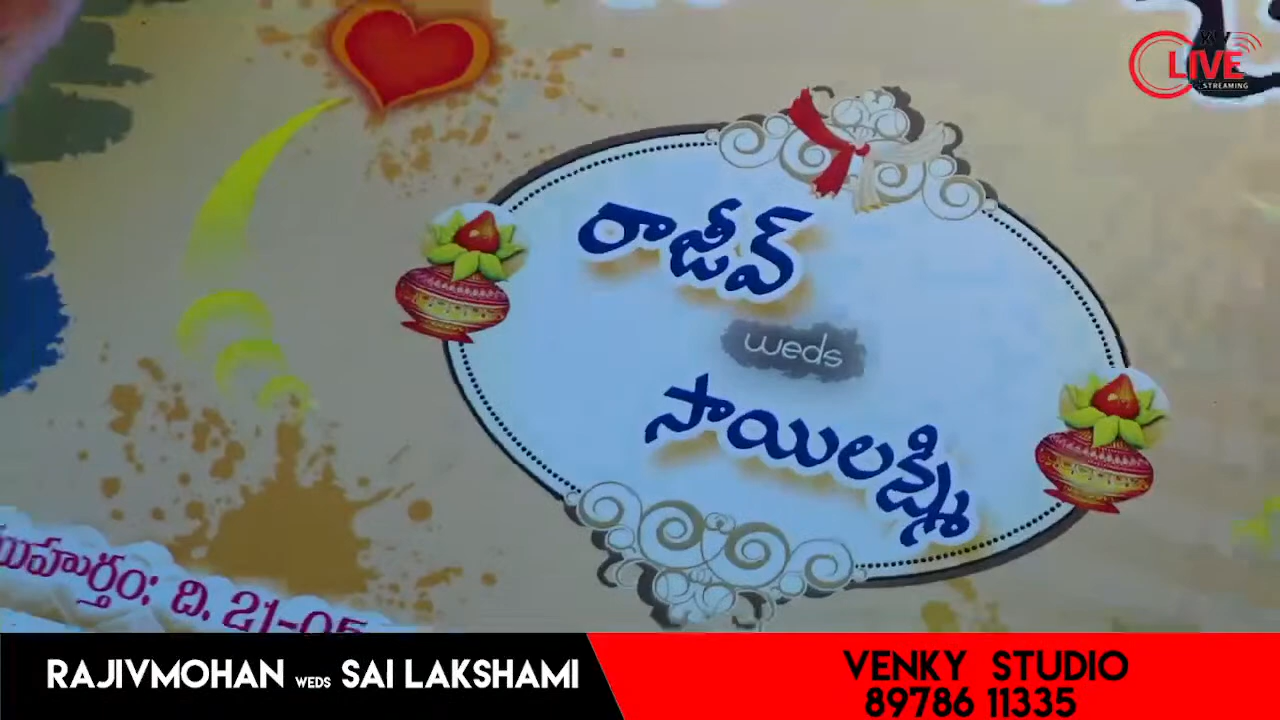 LIVE
STREAMING
రాజీవ్
weds
సాయిలక్ష్మి
ముహూర్తం: ది. 21-05
RAJIVMOHAN WEDS SAI LAKSHAMI
VENKY STUDIO
89786 11335